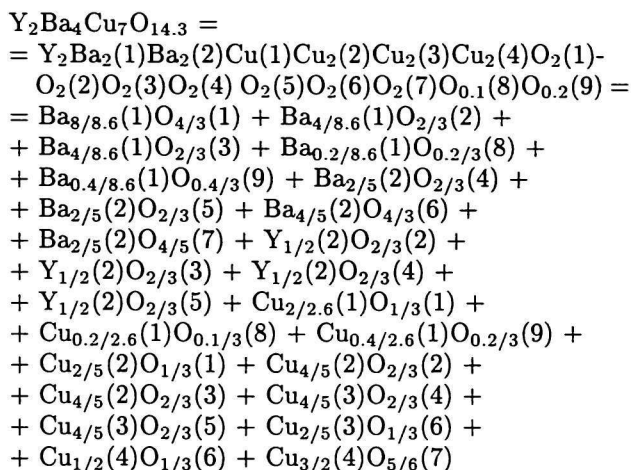 Y₂Ba₄Cu₇O₁₄.₃ =
= Y₂Ba₂(1)Ba₂(2)Cu(1)Cu₂(2)Cu₂(3)Cu₂(4)O₂(1)-
O₂(2)O₂(3)O₂(4) O₂(5)O₂(6)O₂(7)O₀.₁(8)O₀.₂(9) =
= Ba₈/₈.₆(1)O₄/₃(1) + Ba₄/₈.₆(1)O₂/₃(2) +
+ Ba₄/₈.₆(1)O₂/₃(3) + Ba₀.₂/₈.₆(1)O₀.₂/₃(8) +
+ Ba₀.₄/₈.₆(1)O₀.₄/₃(9) + Ba₂/₅(2)O₂/₃(4) +
+ Ba₂/₅(2)O₂/₃(5) + Ba₄/₅(2)O₄/₃(6) +
+ Ba₂/₅(2)O₄/₅(7) + Y₁/₂(2)O₂/₃(2) +
+ Y₁/₂(2)O₂/₃(3) + Y₁/₂(2)O₂/₃(4) +
+ Y₁/₂(2)O₂/₃(5) + Cu₂/₂.₆(1)O₁/₃(1) +
+ Cu₀.₂/₂.₆(1)O₀.₁/₃(8) + Cu₀.₄/₂.₆(1)O₀.₂/₃(9) +
+ Cu₂/₅(2)O₁/₃(1) + Cu₄/₅(2)O₂/₃(2) +
+ Cu₄/₅(2)O₂/₃(3) + Cu₄/₅(3)O₂/₃(4) +
+ Cu₄/₅(3)O₂/₃(5) + Cu₂/₅(3)O₁/₃(6) +
+ Cu₁/₂(4)O₁/₃(6) + Cu₃/₂(4)O₅/₆(7)